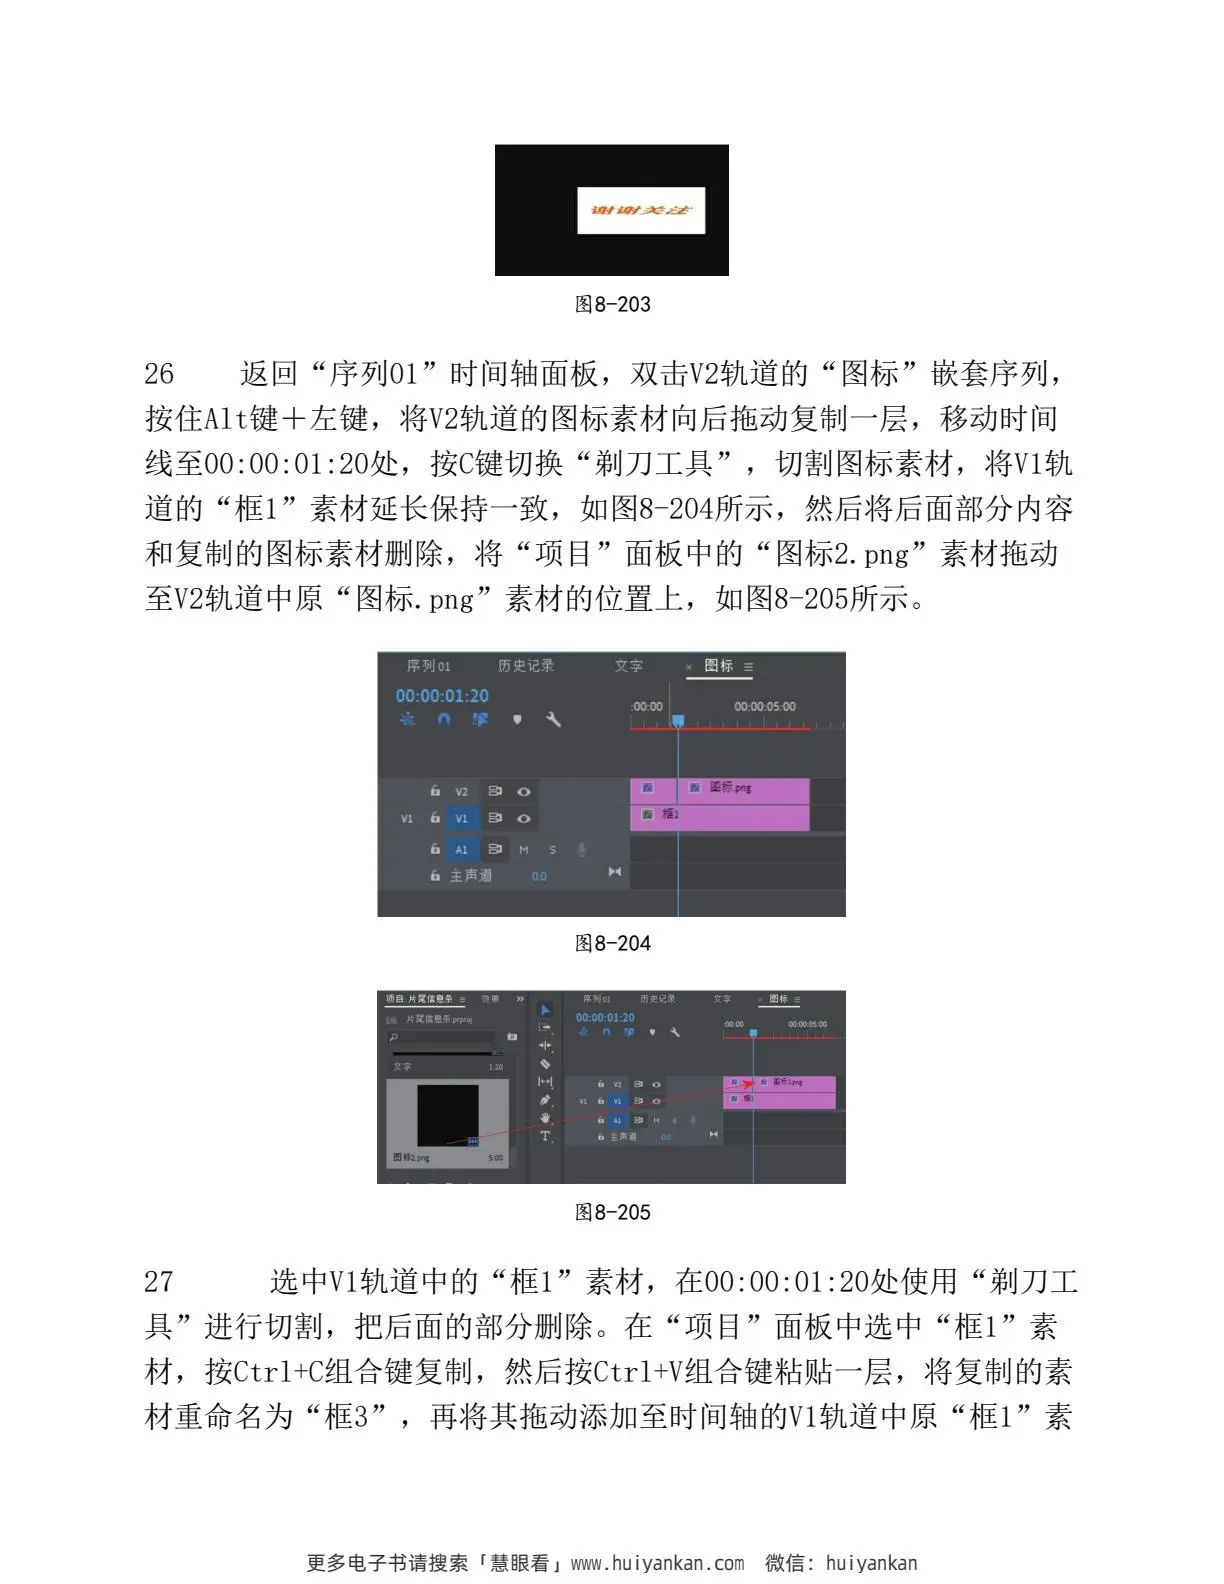 谢谢关注
图8-203
26 返回“序列01”时间轴面板，双击V2轨道的“图标”嵌套序列，
按住Alt键＋左键，将V2轨道的图标素材向后拖动复制一层，移动时间
线至00:00:01:20处，按C键切换“剃刀工具”，切割图标素材，将V1轨
道的“框1”素材延长保持一致，如图8-204所示，然后将后面部分内容
和复制的图标素材删除，将“项目”面板中的“图标2.png”素材拖动
至V2轨道中原“图标.png”素材的位置上，如图8-205所示。
序列 01 历史记录 文字 × 图标
00:00:01:20
:00:00 00:00:05:00
V2 图标.png
V1 V1 框1
A1 M S
主声道 0.0
图8-204
项目: 片尾信息条 效果 序列 01 历史记录 文字 × 图标
片尾信息条.prproj 00:00:01:20
:00:00 00:00:05:00
文字 1:20
V2 图标2.png
V1 V1 框1
A1 M S
主声道 0.0
图标2.png 5:00
图8-205
27 选中V1轨道中的“框1”素材，在00:00:01:20处使用“剃刀工
具”进行切割，把后面的部分删除。在“项目”面板中选中“框1”素
材，按Ctrl+C组合键复制，然后按Ctrl+V组合键粘贴一层，将复制的素
材重命名为“框3”，再将其拖动添加至时间轴的V1轨道中原“框1”素
更多电子书请搜索「慧眼看」www.huiyankan.com 微信: huiyankan